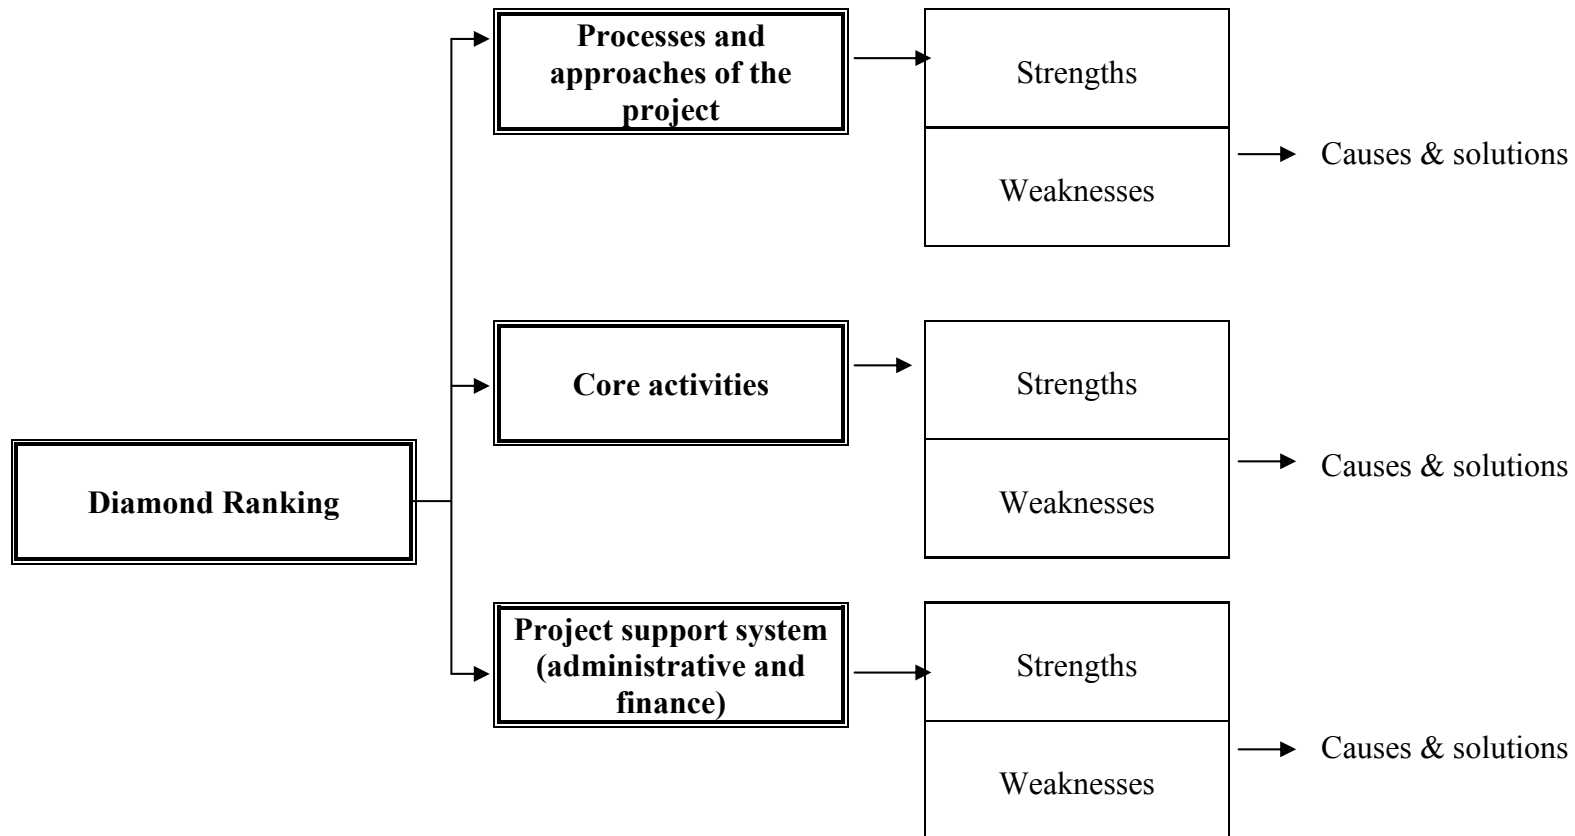 Processes and
approaches of the
project
Strengths
Weaknesses
Causes & solutions
Core activities
Strengths
Weaknesses
Causes & solutions
Diamond Ranking
Project support system
(administrative and
finance)
Strengths
Weaknesses
Causes & solutions